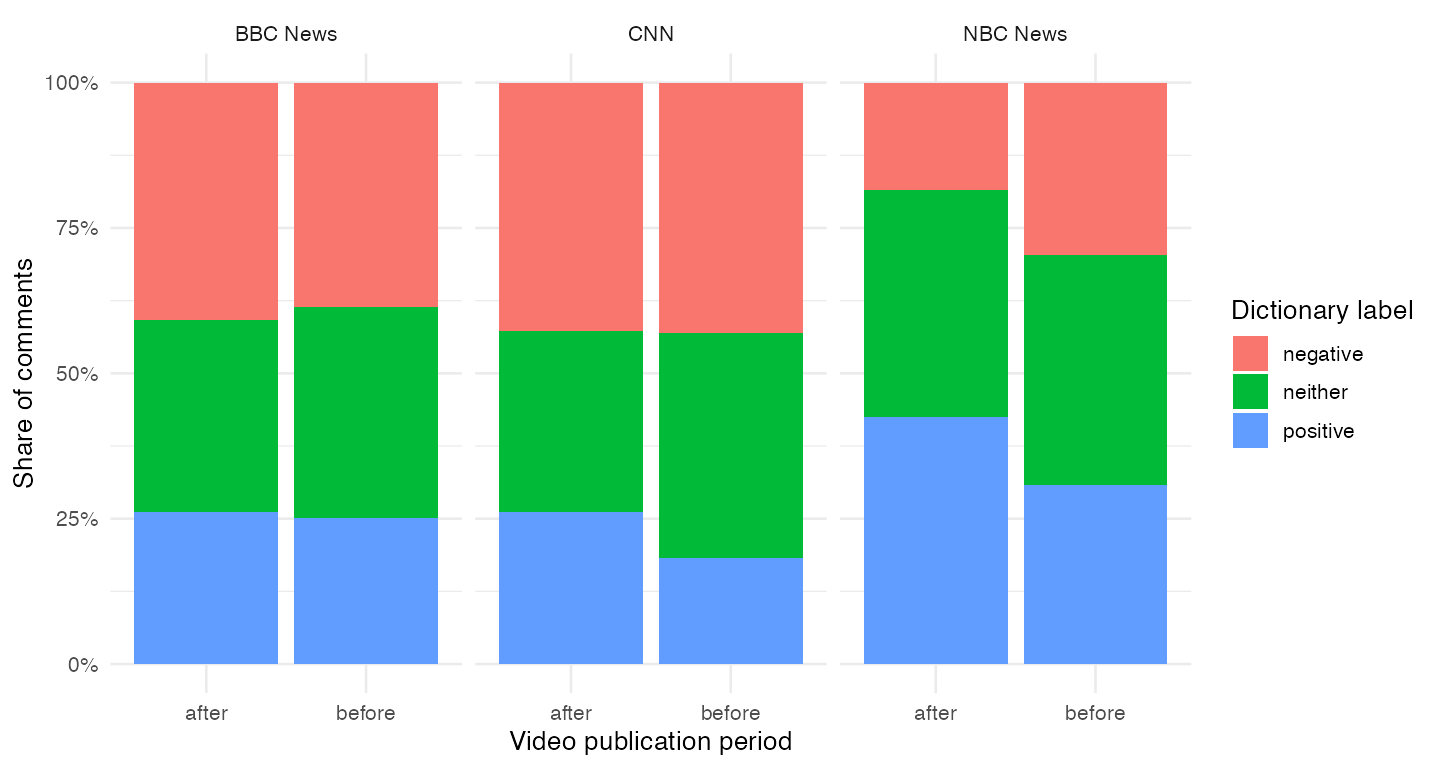 BBC News
CNN
NBC News
100%
75%
50%
25%
0%
Share of comments
after
before
after
before
after
before
Video publication period
Dictionary label
negative
neither
positive